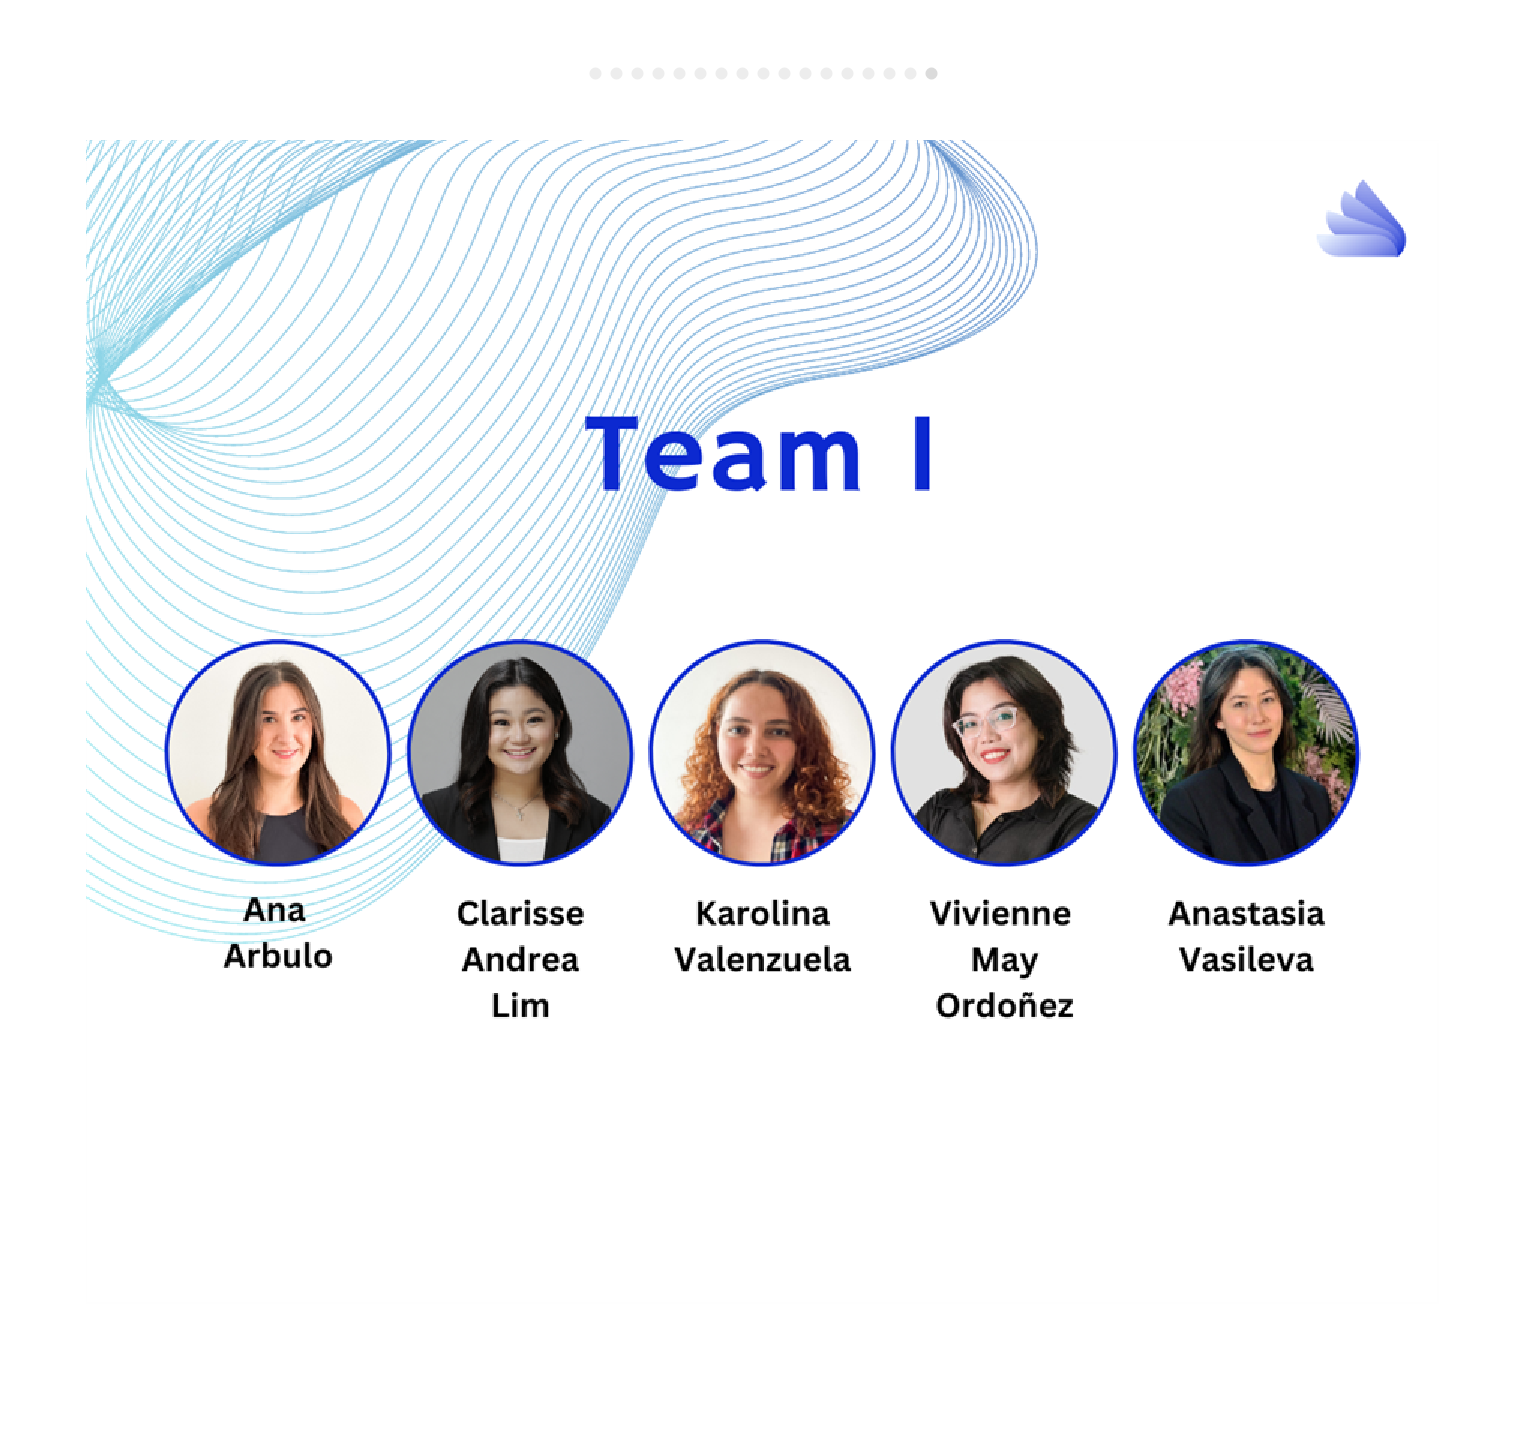 Team I
Ana
Arbulo
Clarisse
Andrea
Lim
Karolina
Valenzuela
Vivienne
May
Ordoñez
Anastasia
Vasileva